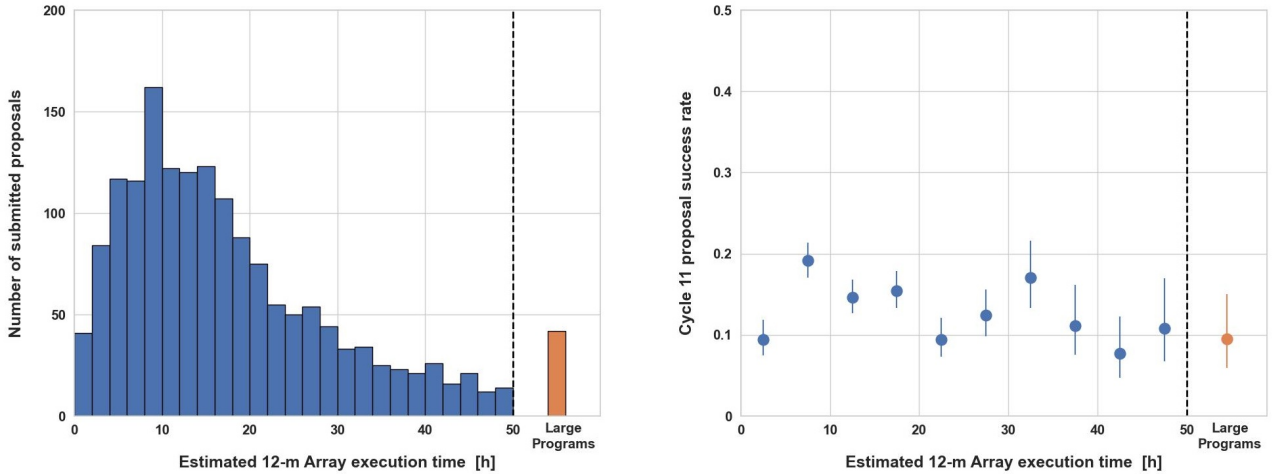 200
150
100
50
0
Number of submitted proposals
0
10
20
30
40
50
Large
Programs
Estimated 12-m Array execution time [h]
0.5
0.4
0.3
0.2
0.1
0
Cycle 11 proposal success rate
0
10
20
30
40
50
Large
Programs
Estimated 12-m Array execution time [h]